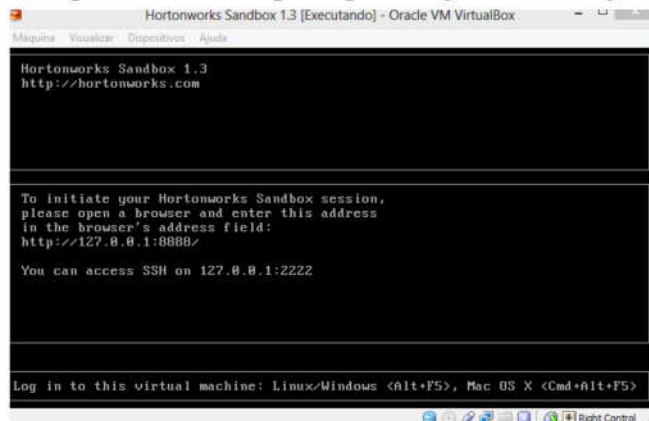 Hortonworks Sandbox 1.3 [Executando] - Oracle VM VirtualBox
Máquina Visualizar Dispositivos Ajuda
Hortonworks Sandbox 1.3
http://hortonworks.com
To initiate your Hortonworks Sandbox session,
please open a browser and enter this address
in the browser's address field:
http://127.0.0.1:8888/
You can access SSH on 127.0.0.1:2222
Log in to this virtual machine: Linux/Windows <Alt+F5>, Mac OS X <Cmd+Alt+F5>
Right Control